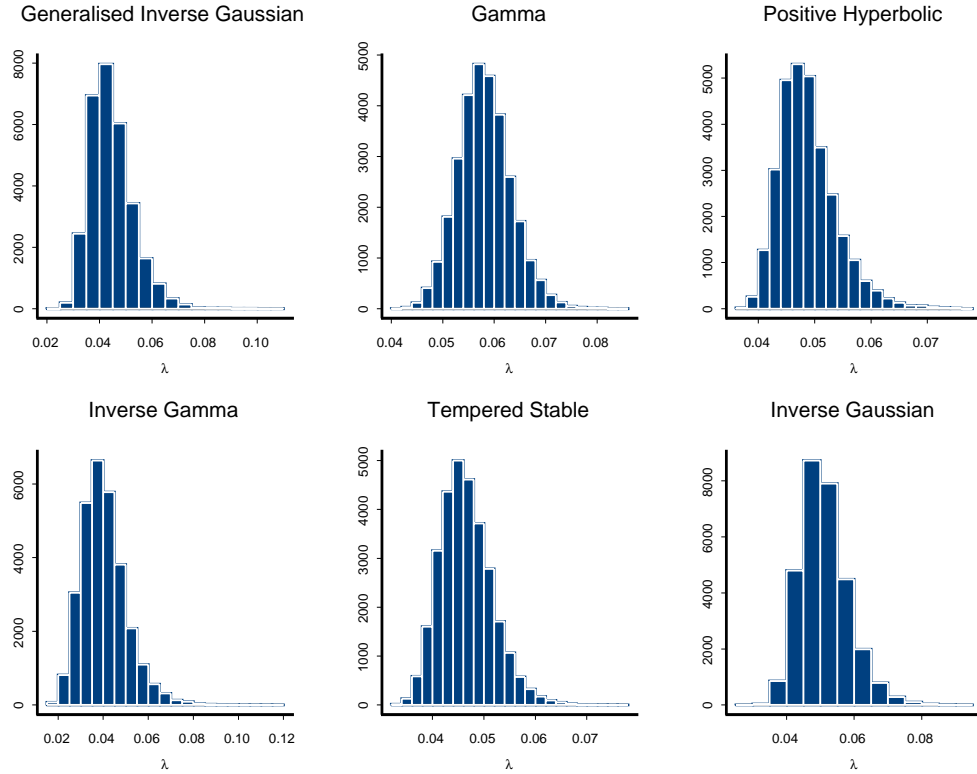 Generalised Inverse Gaussian
8000
6000
4000
2000
0
0.02 0.04 0.06 0.08 0.10
λ
Gamma
5000
4000
3000
2000
1000
0
0.04 0.05 0.06 0.07 0.08
λ
Positive Hyperbolic
5000
4000
3000
2000
1000
0
0.04 0.05 0.06 0.07
λ
Inverse Gamma
6000
4000
2000
0
0.02 0.04 0.06 0.08 0.10 0.12
λ
Tempered Stable
5000
4000
3000
2000
1000
0
0.04 0.05 0.06 0.07
λ
Inverse Gaussian
8000
6000
4000
2000
0
0.04 0.06 0.08
λ